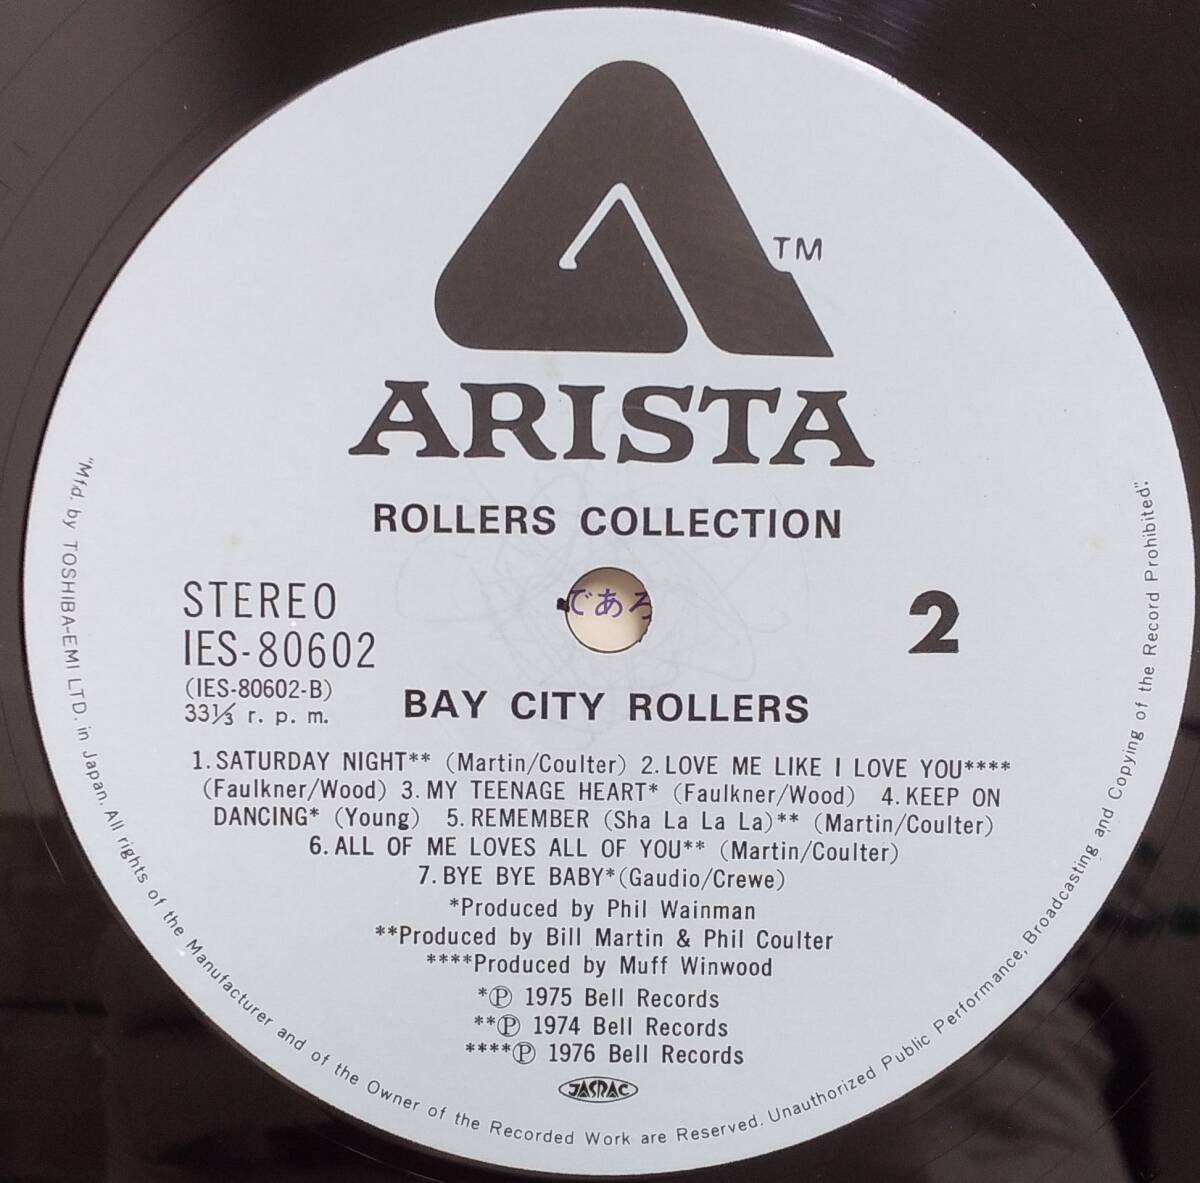 TM
ARISTA
ROLLERS COLLECTION
STEREO
IES-80602
(IES-80602-B)
33⅓ r. p. m.
であろ
2
BAY CITY ROLLERS
1. SATURDAY NIGHT** (Martin/Coulter) 2. LOVE ME LIKE I LOVE YOU****
(Faulkner/Wood) 3. MY TEENAGE HEART* (Faulkner/Wood) 4. KEEP ON
DANCING* (Young) 5. REMEMBER (Sha La La La)** (Martin/Coulter)
6. ALL OF ME LOVES ALL OF YOU** (Martin/Coulter)
7. BYE BYE BABY* (Gaudio/Crewe)
*Produced by Phil Wainman
**Produced by Bill Martin & Phil Coulter
****Produced by Muff Winwood
*Ⓟ 1975 Bell Records
**Ⓟ 1974 Bell Records
****Ⓟ 1976 Bell Records
JASRAC
"Mfd. by TOSHIBA-EMI LTD. in Japan. All rights of the Manufacturer and of the Owner of the Recorded Work are Reserved. Unauthorized Public Performance, Broadcasting and Copying of the Record Prohibited."